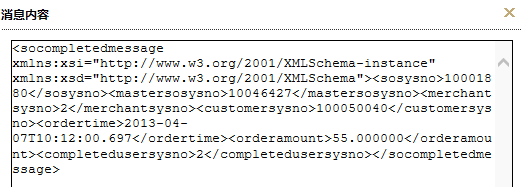 消息内容
<socompletedmessage
xmlns:xsi="http://www.w3.org/2001/XMLSchema-instance"
xmlns:xsd="http://www.w3.org/2001/XMLSchema"><sosysno>100018
80</sosysno><mastersosysno>10046427</mastersosysno><merchant
sysno>2</merchantsysno><customersysno>100050040</customersys
no><ordertime>2013-04-
07T10:12:00.697</ordertime><orderamount>55.000000</orderamou
nt><completedusersysno>2</completedusersysno></socompletedme
ssage>